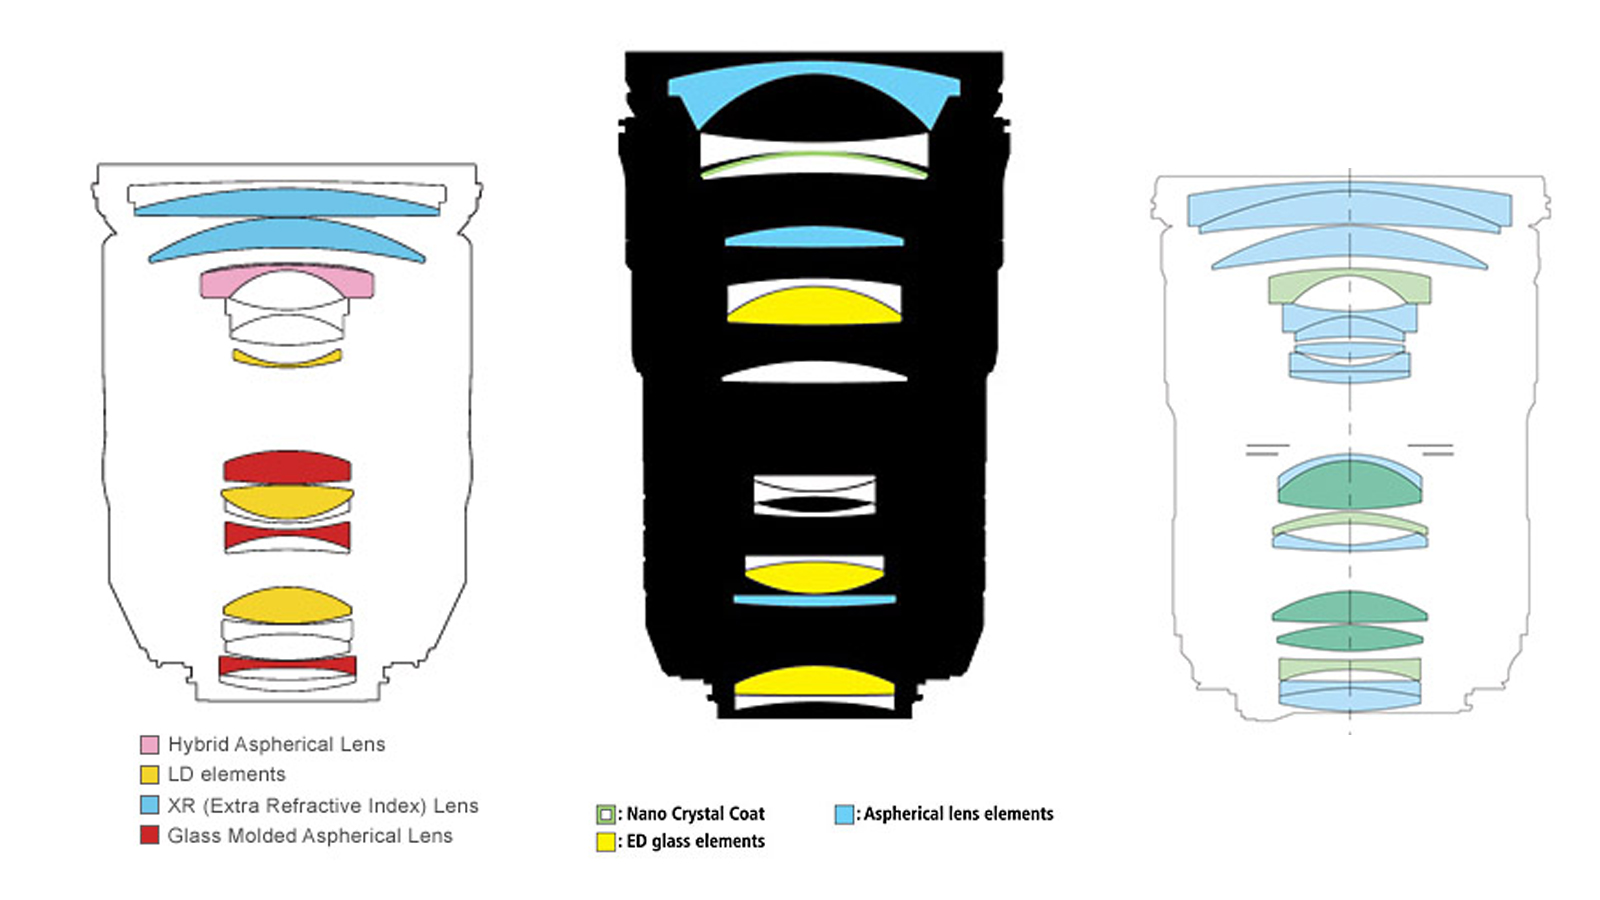 Hybrid Aspherical Lens
LD elements
XR (Extra Refractive Index) Lens
Glass Molded Aspherical Lens
: Nano Crystal Coat
: Aspherical lens elements
: ED glass elements